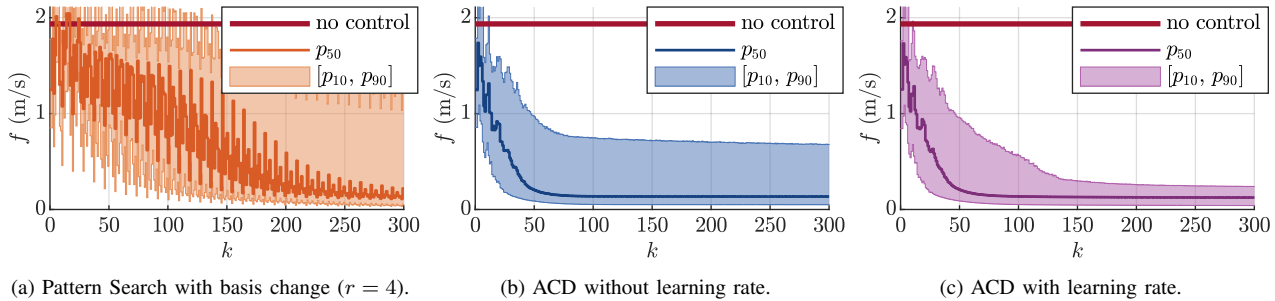 2
1
0
f (m/s)
0 50 100 150 200 250 300
k
no control
p50
[p10, p90]
(a) Pattern Search with basis change (r = 4).
2
1
0
f (m/s)
0 50 100 150 200 250 300
k
no control
p50
[p10, p90]
(b) ACD without learning rate.
2
1
0
f (m/s)
0 50 100 150 200 250 300
k
no control
p50
[p10, p90]
(c) ACD with learning rate.